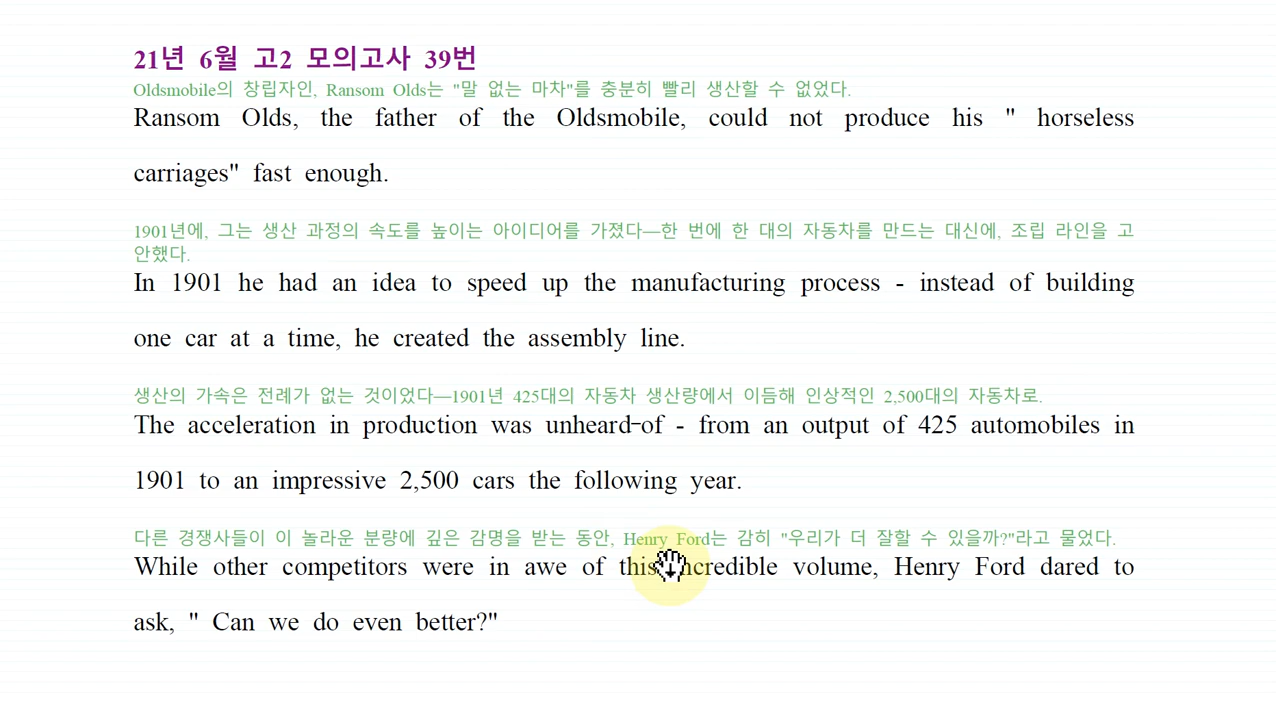 21년 6월 고2 모의고사 39번
Oldsmobile의 창립자인, Ransom Olds는 "말 없는 마차"를 충분히 빨리 생산할 수 없었다.
Ransom Olds, the father of the Oldsmobile, could not produce his " horseless
carriages" fast enough.
1901년에, 그는 생산 과정의 속도를 높이는 아이디어를 가졌다—한 번에 한 대의 자동차를 만드는 대신에, 조립 라인을 고
안했다.
In 1901 he had an idea to speed up the manufacturing process - instead of building
one car at a time, he created the assembly line.
생산의 가속은 전례가 없는 것이었다—1901년 425대의 자동차 생산량에서 이듬해 인상적인 2,500대의 자동차로.
The acceleration in production was unheard-of - from an output of 425 automobiles in
1901 to an impressive 2,500 cars the following year.
다른 경쟁사들이 이 놀라운 분량에 깊은 감명을 받는 동안, Henry Ford는 감히 "우리가 더 잘할 수 있을까?"라고 물었다.
While other competitors were in awe of this incredible volume, Henry Ford dared to
ask, " Can we do even better?"